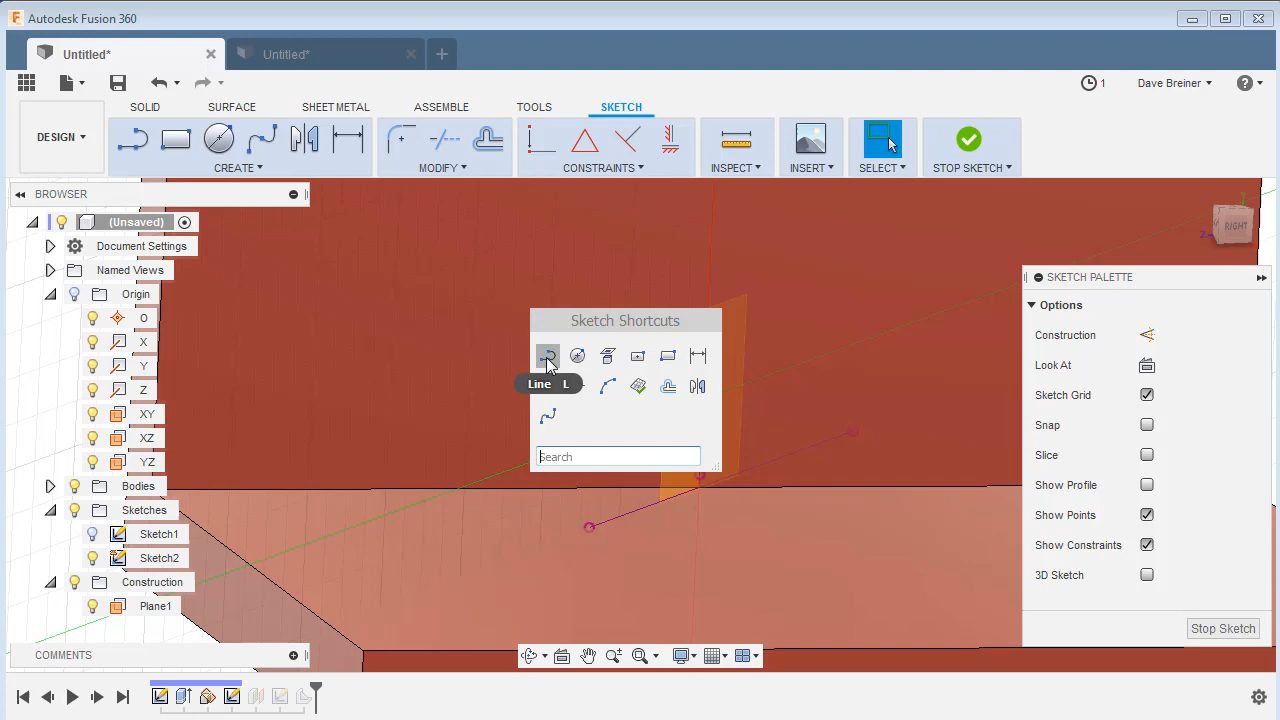 Autodesk Fusion 360
Untitled*
Untitled*
1
Dave Breiner
DESIGN
SOLID
SURFACE
SHEET METAL
ASSEMBLE
TOOLS
SKETCH
CREATE
MODIFY
CONSTRAINTS
INSPECT
INSERT
SELECT
STOP SKETCH
BROWSER
(Unsaved)
Document Settings
Named Views
Origin
O
X
Y
Z
XY
XZ
YZ
Bodies
Sketches
Sketch1
Sketch2
Construction
Plane1
COMMENTS
Sketch Shortcuts
Line L
Search
RIGHT
Z
SKETCH PALETTE
Options
Construction
Look At
Sketch Grid
Snap
Slice
Show Profile
Show Points
Show Constraints
3D Sketch
Stop Sketch